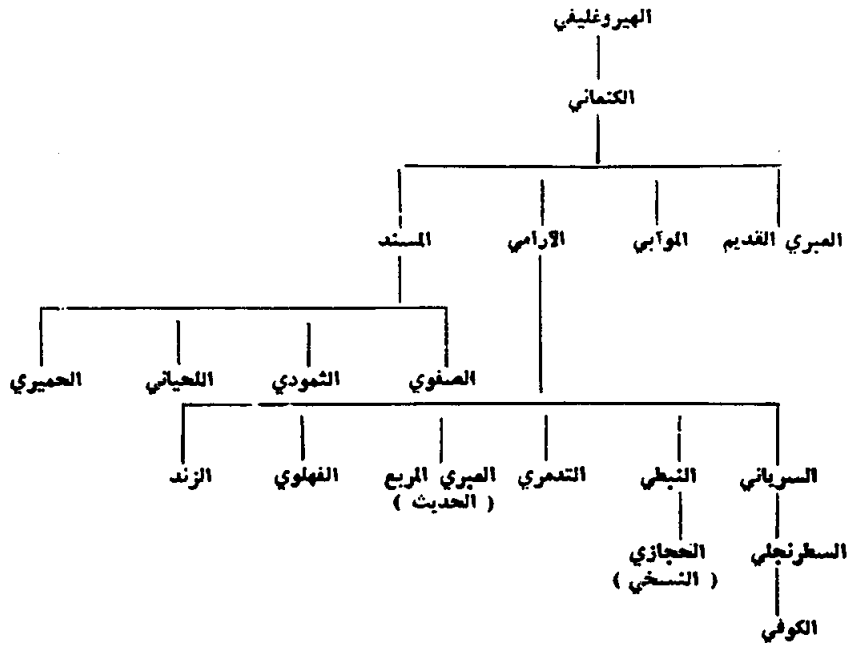 الهيروغليفي
الكنعاني
العبري القديم الموآبي الآرامي المسند
الصفوي الثمودي اللحياني الحميري
السرياني النبطي التدمري العبري المربع الفهلوي الزند
( الحديث )
السطرنجلي الحجازي
( النسخي )
الكوفي